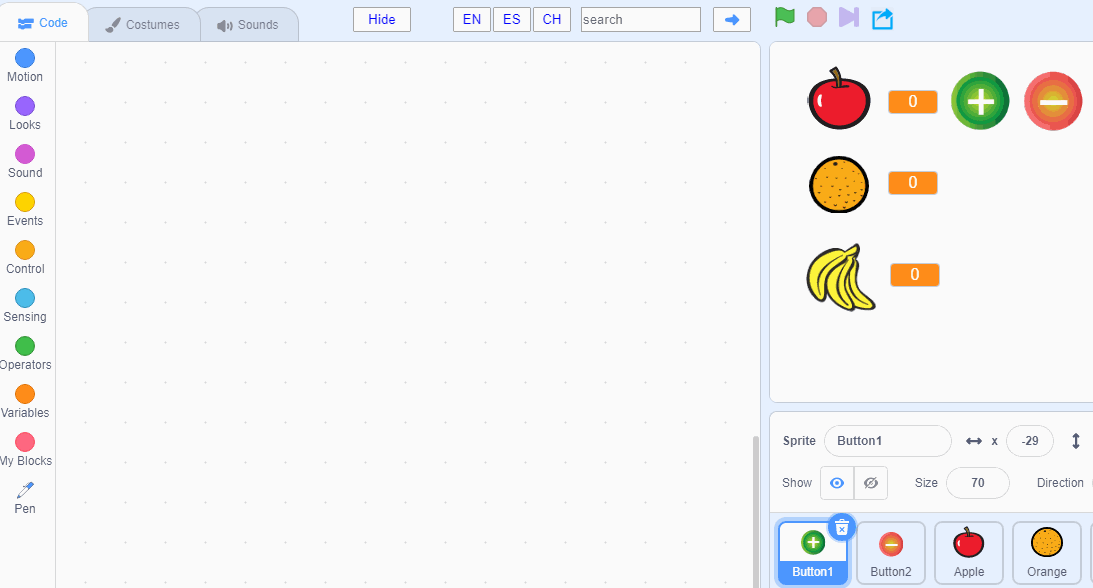 Code Costumes Sounds Hide EN ES CH search
Motion
Looks
Sound
Events
Control
Sensing
Operators
Variables
My Blocks
Pen
0
0
0
Sprite Button1 x -29
Show Size 70 Direction
Button1 Button2 Apple Orange